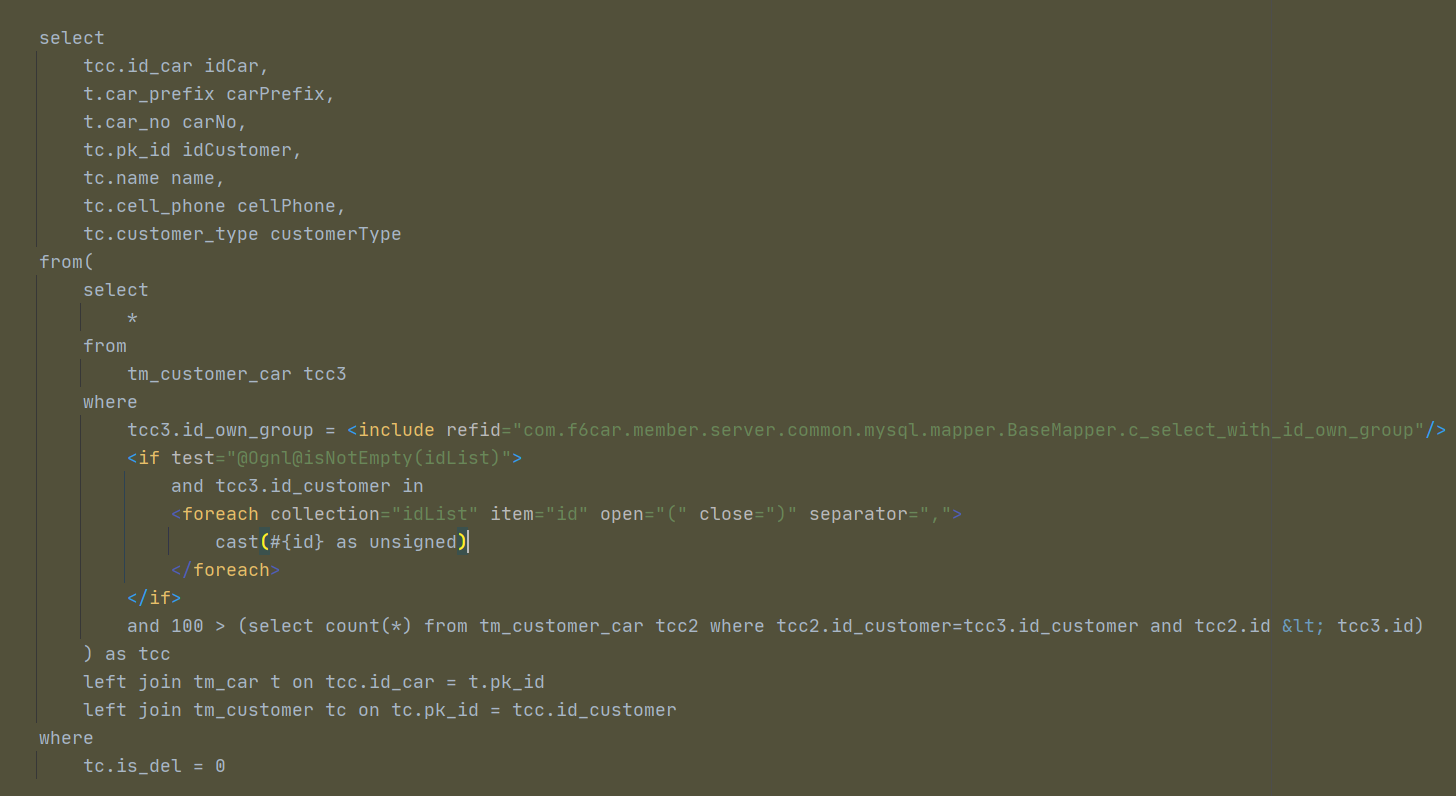 select
tcc.id_car idCar,
t.car_prefix carPrefix,
t.car_no carNo,
tc.pk_id idCustomer,
tc.name name,
tc.cell_phone cellPhone,
tc.customer_type customerType
from(
select
*
from
tm_customer_car tcc3
where
tcc3.id_own_group = <include refid="com.f6car.member.server.common.mysql.mapper.BaseMapper.c_select_with_id_own_group"/>
<if test="@Ognl@isNotEmpty(idList)">
and tcc3.id_customer in
<foreach collection="idList" item="id" open="(" close=")" separator=",">
cast(#{id} as unsigned)
</foreach>
</if>
and 100 > (select count(*) from tm_customer_car tcc2 where tcc2.id_customer=tcc3.id_customer and tcc2.id &lt; tcc3.id)
) as tcc
left join tm_car t on tcc.id_car = t.pk_id
left join tm_customer tc on tc.pk_id = tcc.id_customer
where
tc.is_del = 0